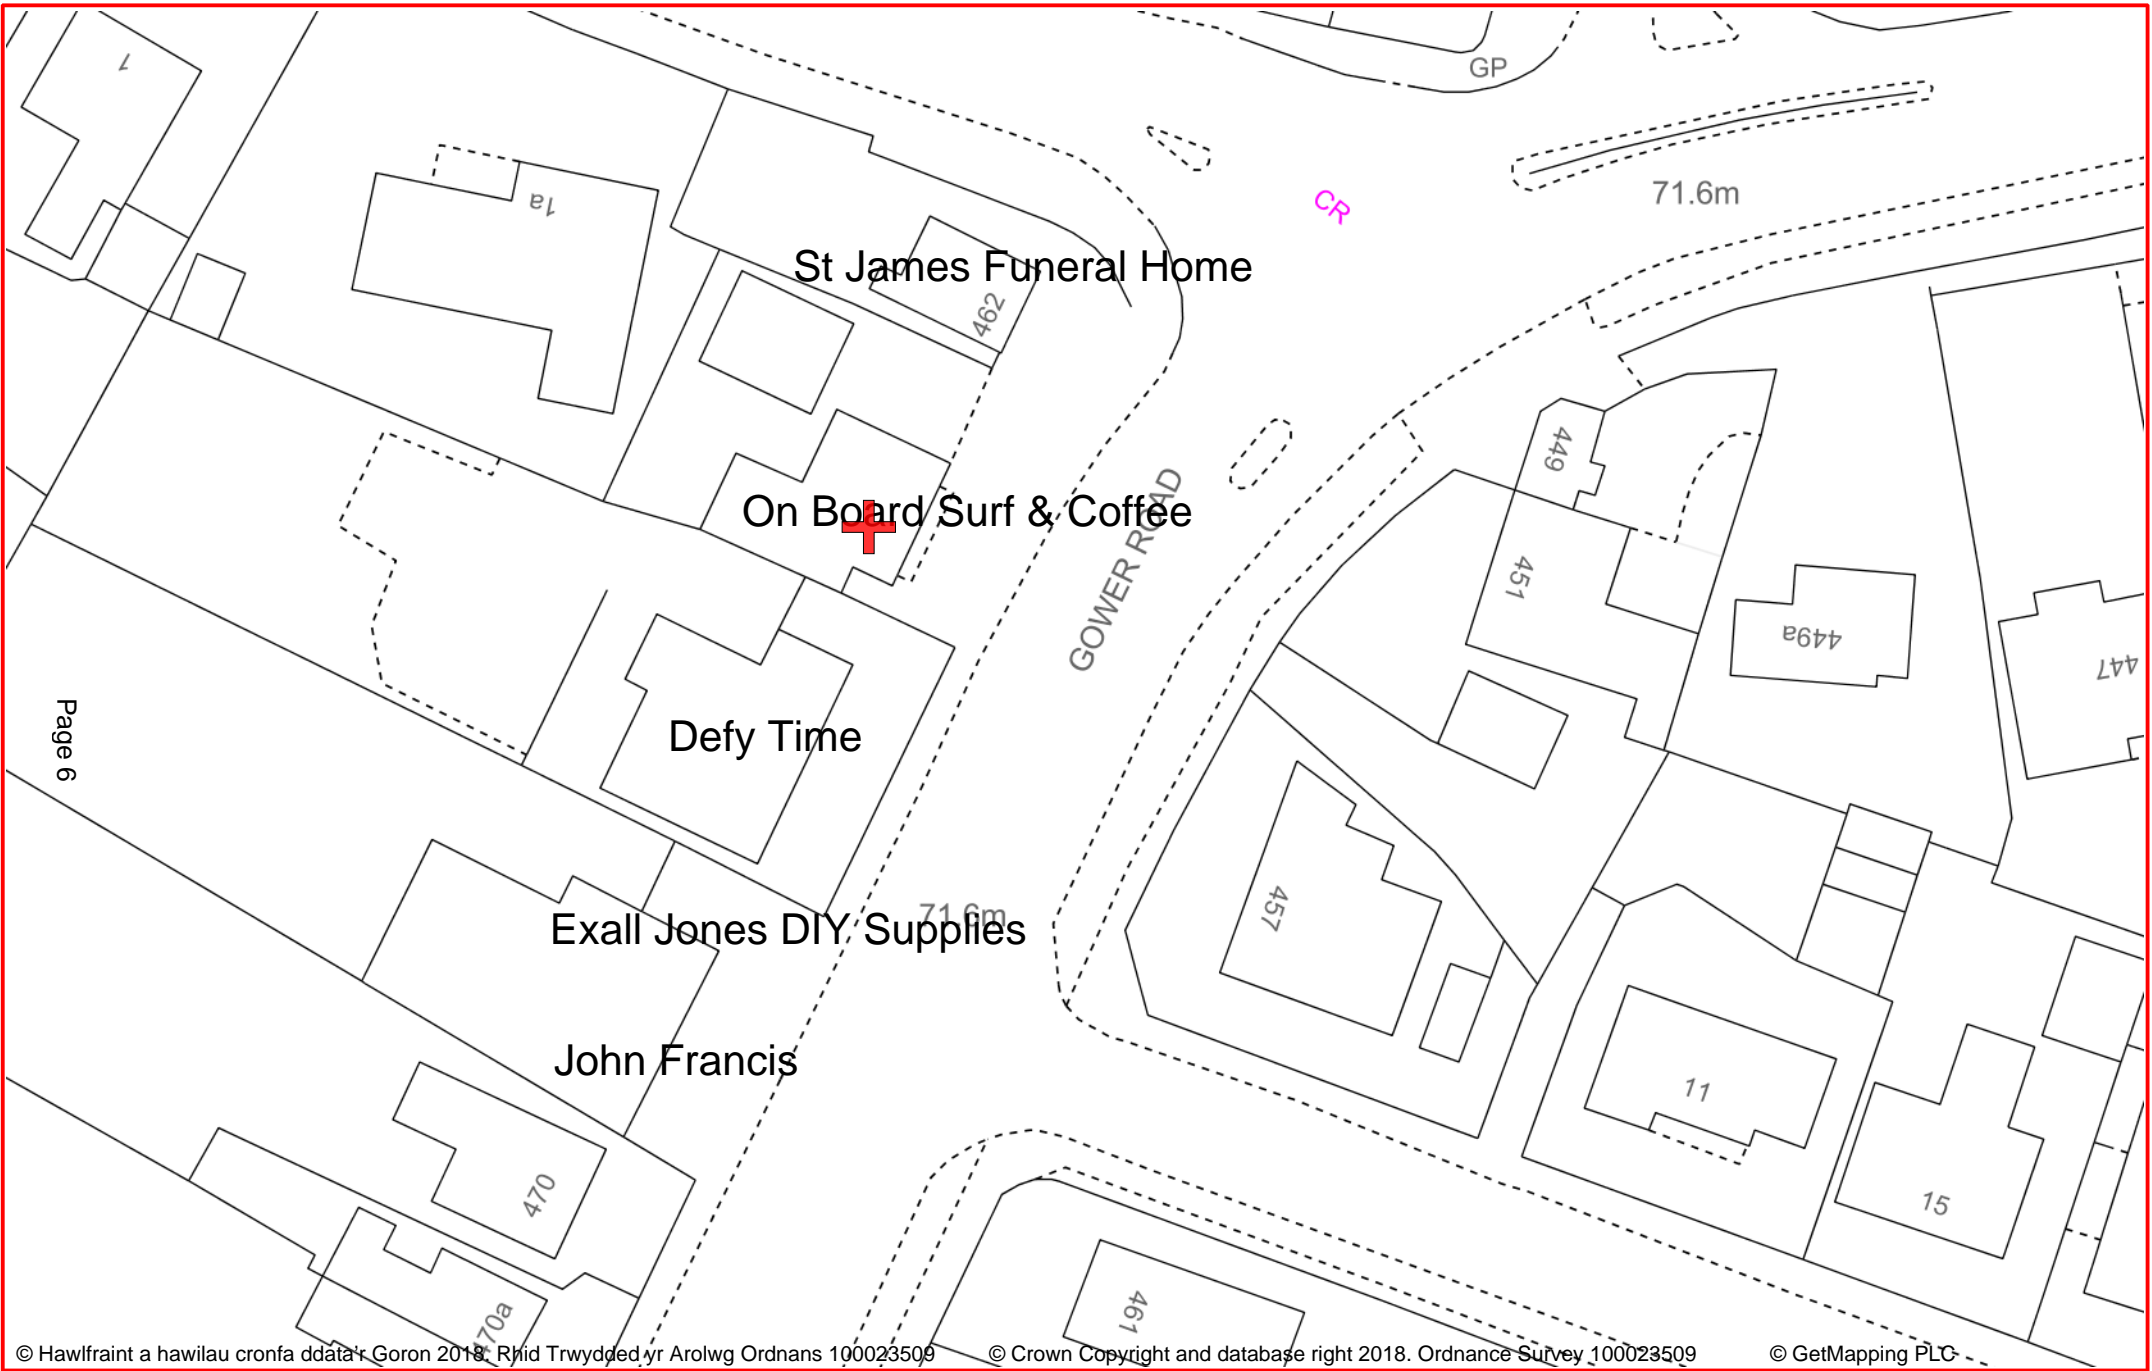 1
GP
1a
CR
71.6m
St James Funeral Home
462
449
On Board Surf & Coffee
GOWER ROAD
451
449a
447
Page 6
Defy Time
457
71.6m
Exall Jones DIY Supplies
John Francis
11
470
15
461
470a
© Hawlfraint a hawilau cronfa ddata'r Goron 2018. Rhid Trwydded yr Arolwg Ordnans 100023509 © Crown Copyright and database right 2018. Ordnance Survey 100023509 © GetMapping PLC